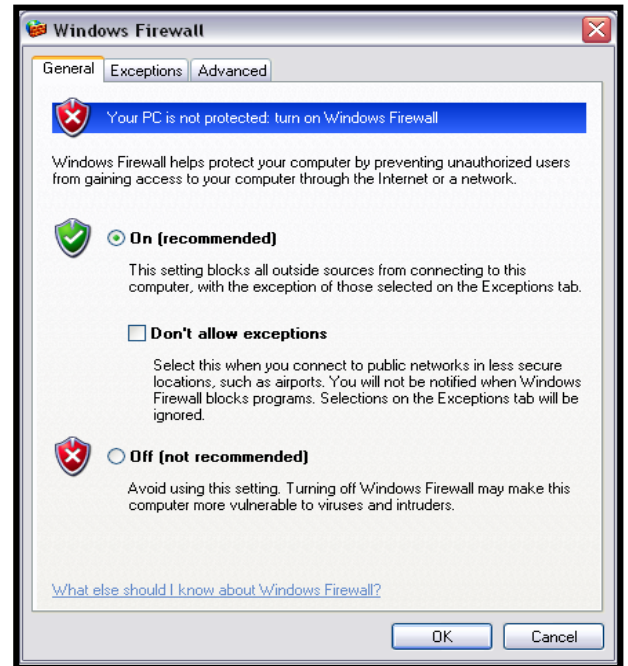 Windows Firewall
General Exceptions Advanced
Your PC is not protected: turn on Windows Firewall
Windows Firewall helps protect your computer by preventing unauthorized users
from gaining access to your computer through the Internet or a network.
On (recommended)
This setting blocks all outside sources from connecting to this
computer, with the exception of those selected on the Exceptions tab.
Don't allow exceptions
Select this when you connect to public networks in less secure
locations, such as airports. You will not be notified when Windows
Firewall blocks programs. Selections on the Exceptions tab will be
ignored.
Off (not recommended)
Avoid using this setting. Turning off Windows Firewall may make this
computer more vulnerable to viruses and intruders.
What else should I know about Windows Firewall?
OK Cancel